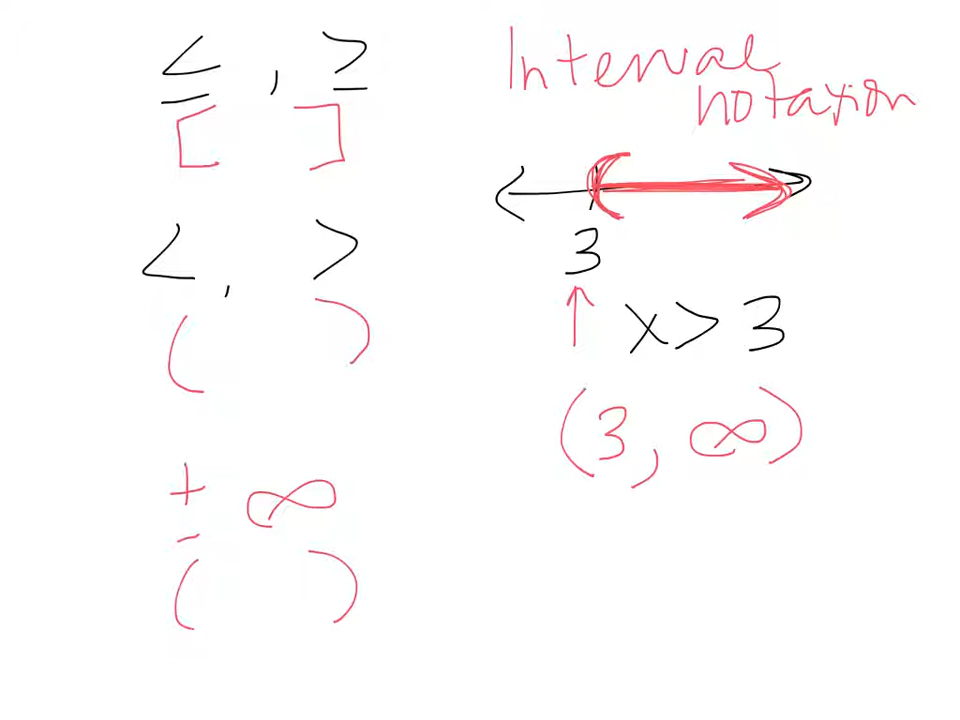 ≤ , ≥
[ ]
< , >
( )
± ∞
( )
Interval
notation
3
x > 3
(3, ∞)